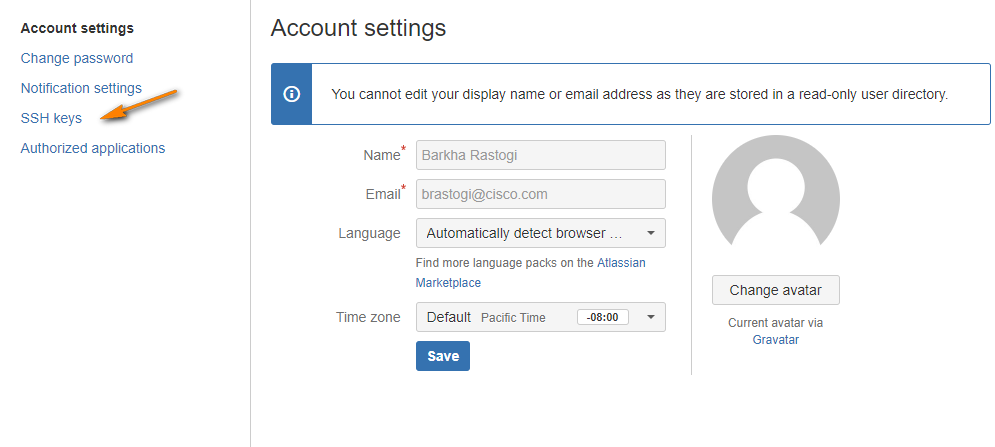 Account settings
Change password
Notification settings
SSH keys
Authorized applications
Account settings
You cannot edit your display name or email address as they are stored in a read-only user directory.
Name* Barkha Rastogi
Email* brastogi@cisco.com
Language Automatically detect browser ...
Find more language packs on the Atlassian
Marketplace
Time zone Default Pacific Time -08:00
Save
Change avatar
Current avatar via
Gravatar